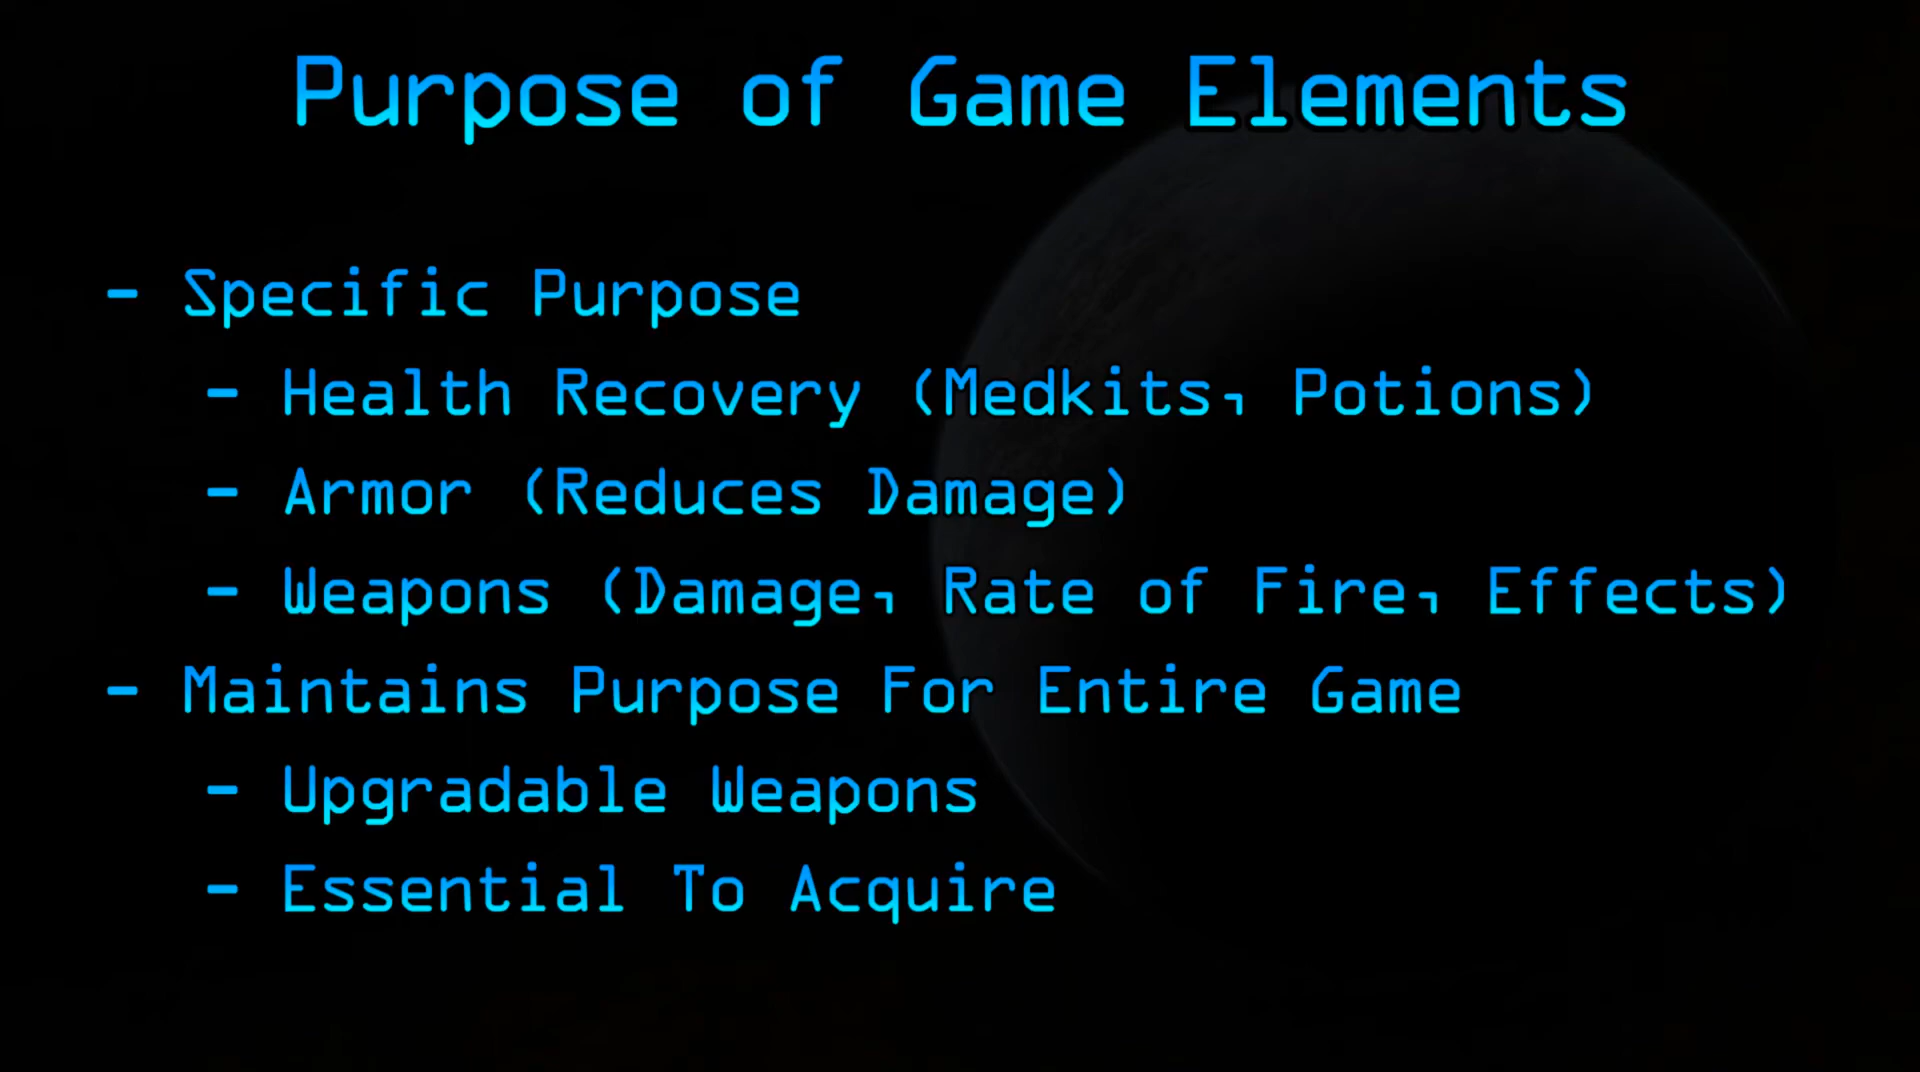 Purpose of Game Elements
- Specific Purpose
- Health Recovery (Medkits, Potions)
- Armor (Reduces Damage)
- Weapons (Damage, Rate of Fire, Effects)
- Maintains Purpose For Entire Game
- Upgradable Weapons
- Essential To Acquire